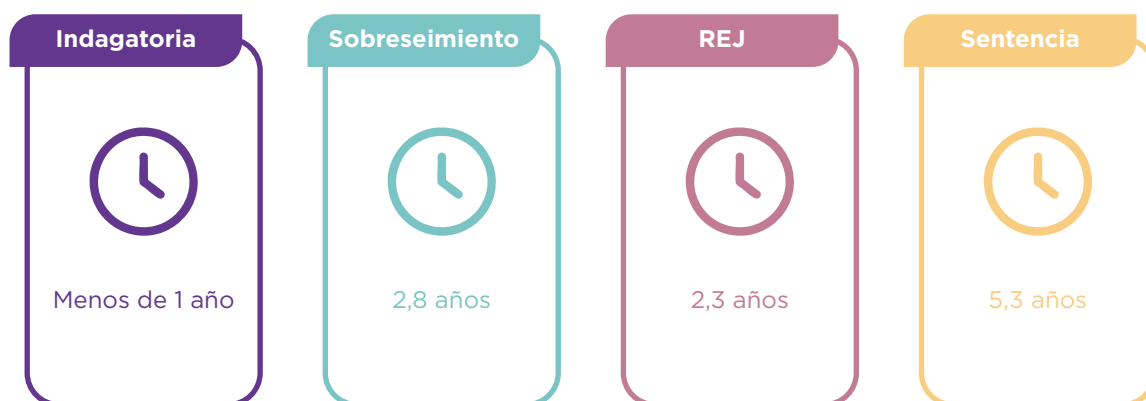 Indagatoria
Sobreseimiento
REJ
Sentencia
Menos de 1 año
2,8 años
2,3 años
5,3 años